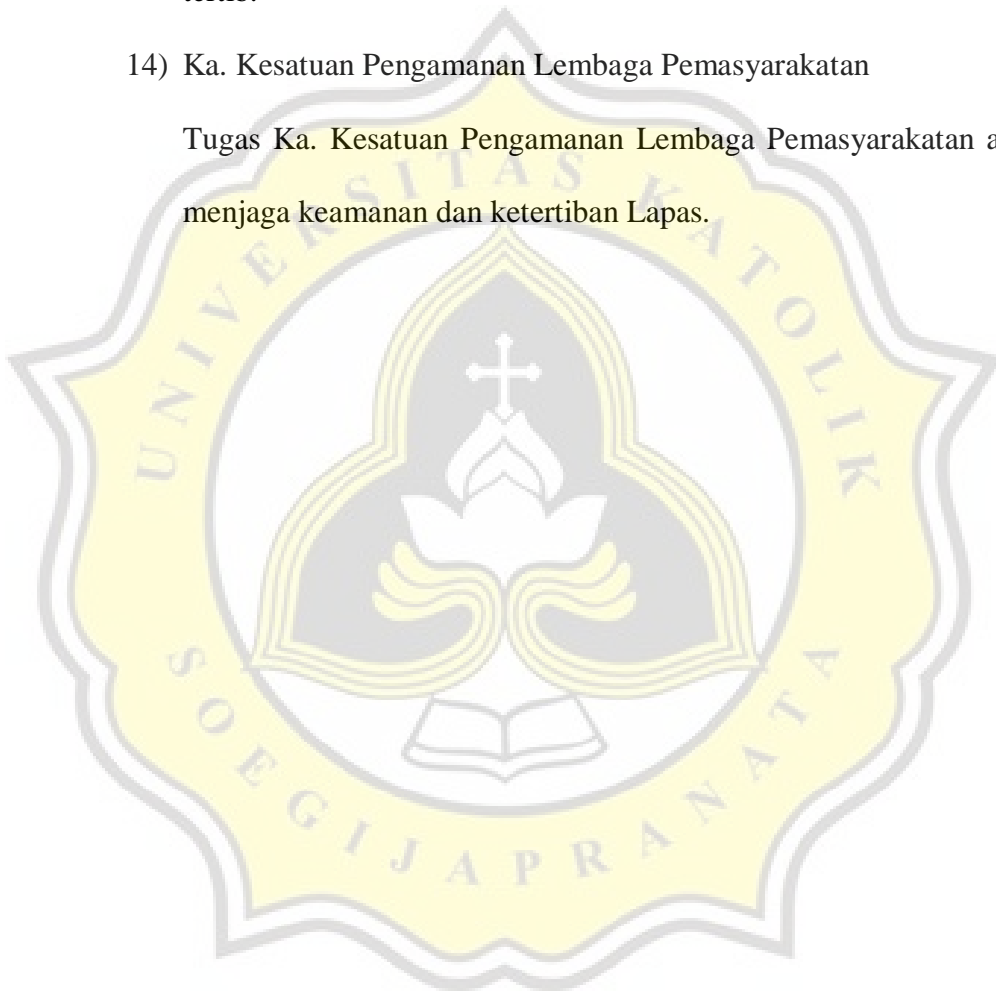 14) Ka. Kesatuan Pengamanan Lembaga Pemasyarakatan
Tugas Ka. Kesatuan Pengamanan Lembaga Pemasyarakatan
menjaga keamanan dan ketertiban Lapas.
UNIVERSITAS KATOLIK
SOEGIJAPRANATA